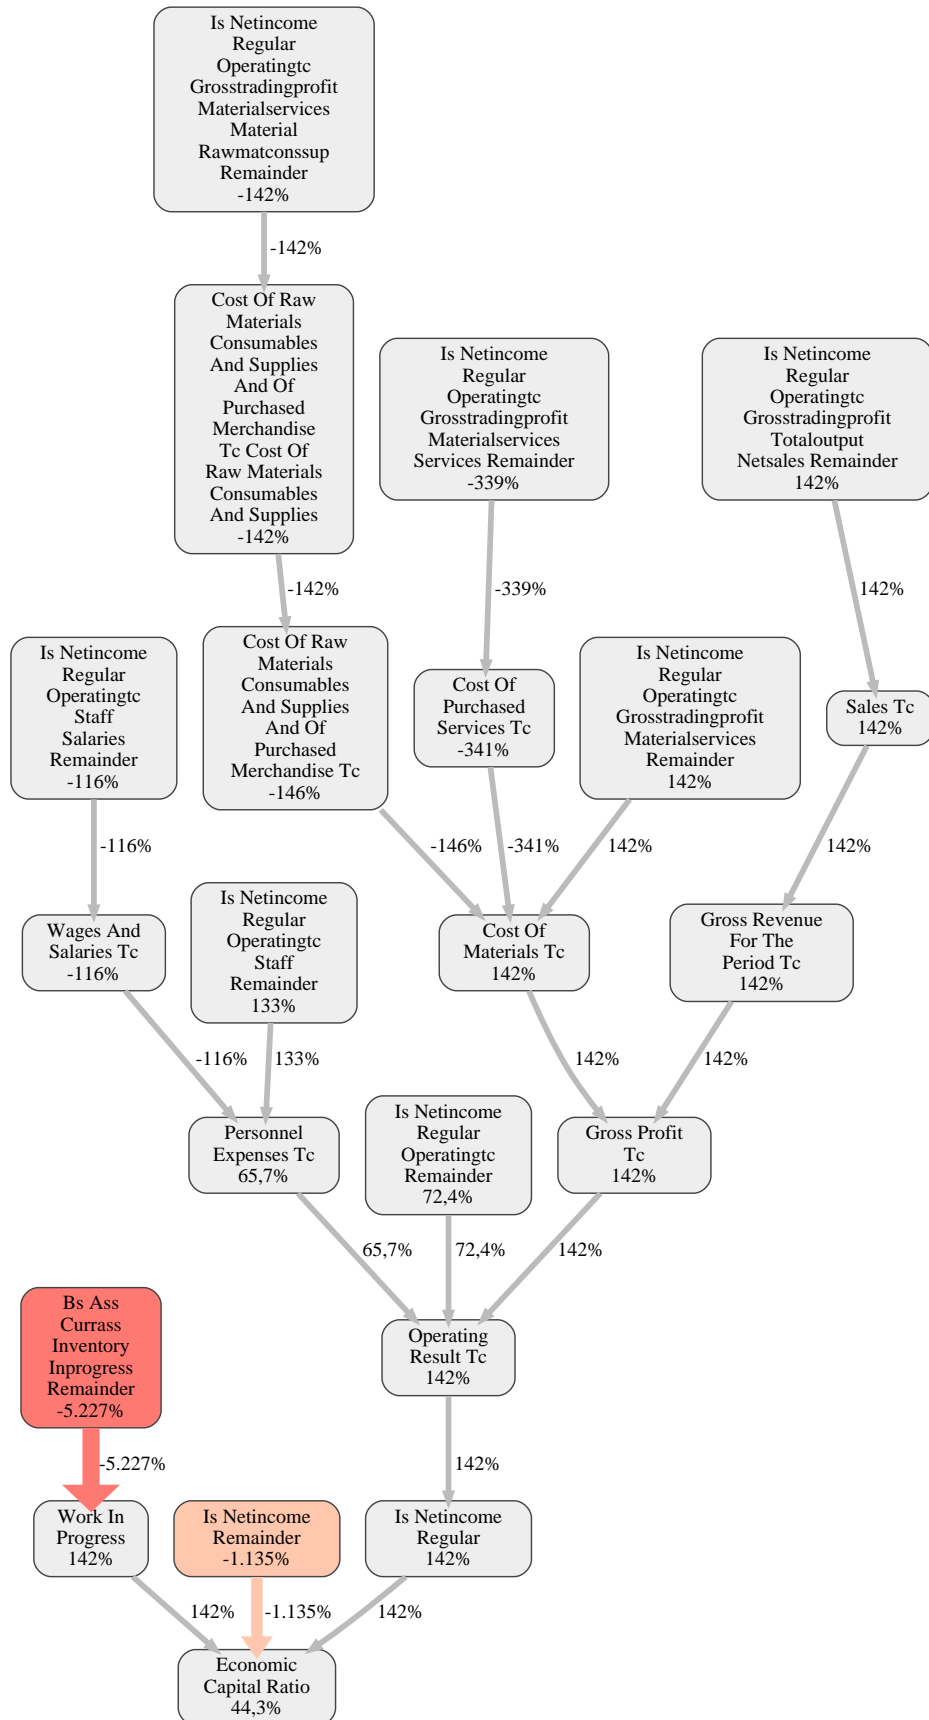 Is Netincome
Regular
Operatingtc
Grosstradingprofit
Materialservices
Material
Rawmatconssup
Remainder
-142%
-142%
Cost Of Raw
Materials
Consumables
And Supplies
And Of
Purchased
Merchandise
Tc Cost Of
Raw Materials
Consumables
And Supplies
-142%
Is Netincome
Regular
Operatingtc
Grosstradingprofit
Materialservices
Services Remainder
-339%
Is Netincome
Regular
Operatingtc
Grosstradingprofit
Totaloutput
Netsales Remainder
142%
-142%
-339%
142%
Is Netincome
Regular
Operatingtc
Staff
Salaries
Remainder
-116%
Cost Of Raw
Materials
Consumables
And Supplies
And Of
Purchased
Merchandise Tc
-146%
Cost Of
Purchased
Services Tc
-341%
Is Netincome
Regular
Operatingtc
Grosstradingprofit
Materialservices
Remainder
142%
Sales Tc
142%
-116%
-146%
-341%
142%
142%
Wages And
Salaries Tc
-116%
Is Netincome
Regular
Operatingtc
Staff
Remainder
133%
Cost Of
Materials Tc
142%
Gross Revenue
For The
Period Tc
142%
-116%
133%
142%
142%
Personnel
Expenses Tc
65,7%
Is Netincome
Regular
Operatingtc
Remainder
72,4%
Gross Profit
Tc
142%
65,7%
72,4%
142%
Bs Ass
Currass
Inventory
Inprogress
Remainder
-5.227%
Operating
Result Tc
142%
-5.227%
142%
Work In
Progress
142%
Is Netincome
Remainder
-1.135%
Is Netincome
Regular
142%
142%
-1.135%
142%
Economic
Capital Ratio
44,3%